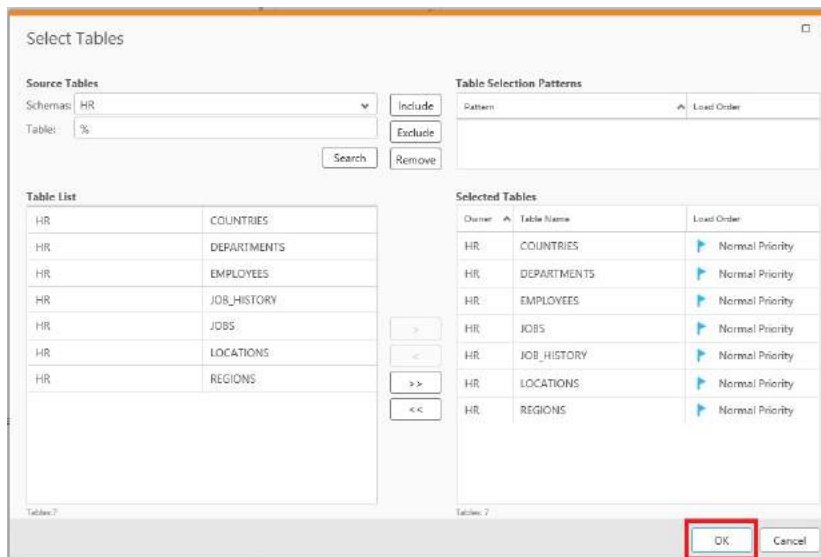 Select Tables
Source Tables
Schemas: HR
Table: %
Include
Exclude
Search
Remove
Table Selection Patterns
Pattern
Load Order
Table List
HR COUNTRIES
HR DEPARTMENTS
HR EMPLOYEES
HR JOB_HISTORY
HR JOBS
HR LOCATIONS
HR REGIONS
>
<
>>
<<
Tables: 7
Selected Tables
Owner Table Name Load Order
HR COUNTRIES Normal Priority
HR DEPARTMENTS Normal Priority
HR EMPLOYEES Normal Priority
HR JOBS Normal Priority
HR JOB_HISTORY Normal Priority
HR LOCATIONS Normal Priority
HR REGIONS Normal Priority
Tables: 7
OK Cancel